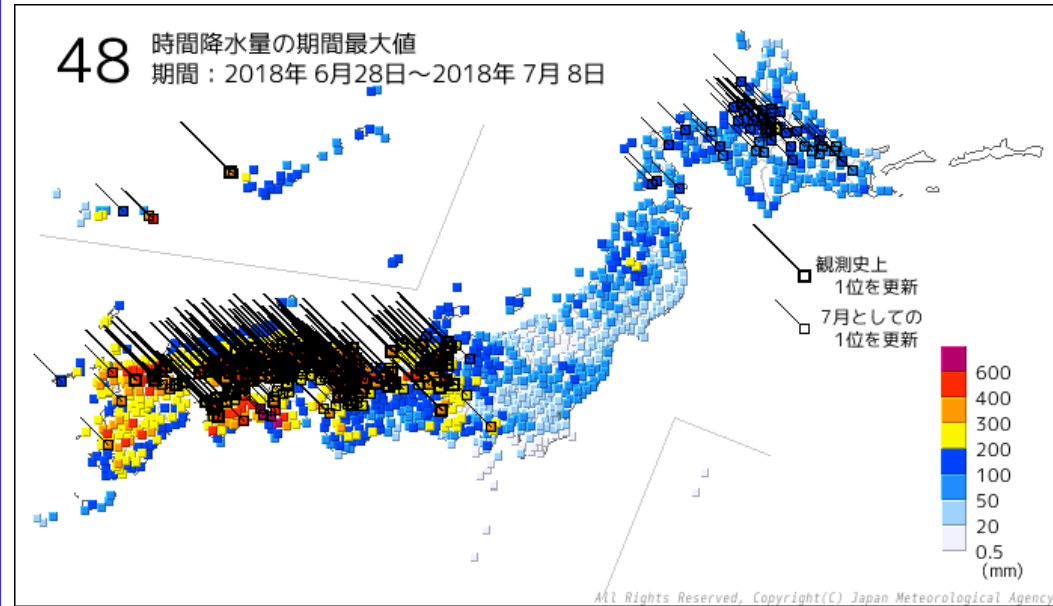 48 時間降水量の期間最大値
期間：2018年 6月28日～2018年 7月 8日
12
観測史上
1位を更新
7月としての
1位を更新
600
400
300
200
100
50
20
0.5
(mm)
All Rights Reserved, Copyright(C) Japan Meteorological Agency